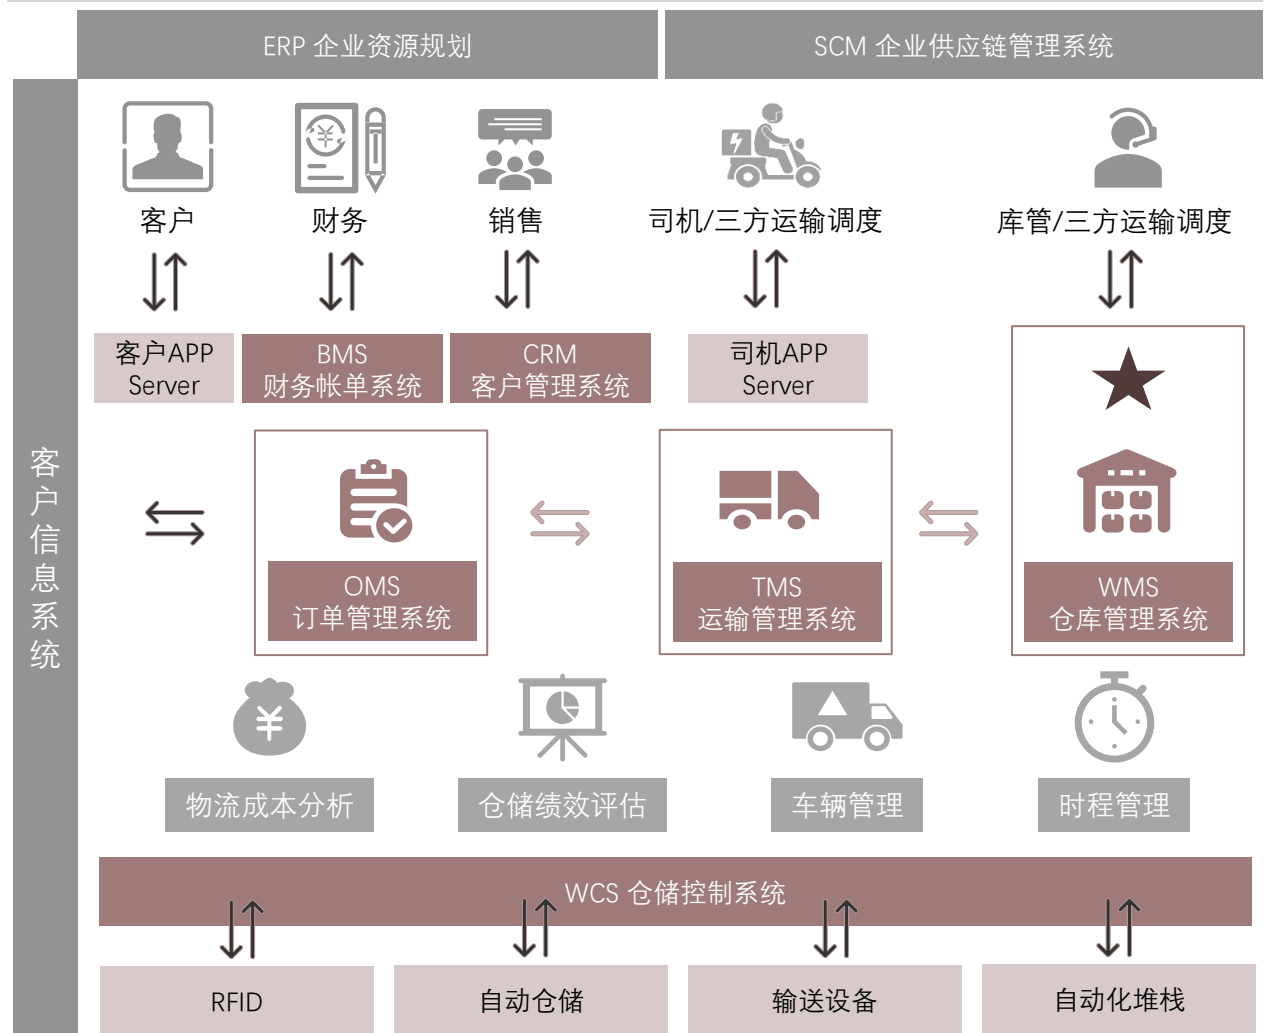 ERP 企业资源规划
SCM 企业供应链管理系统
客户信息系统
客户
财务
销售
司机/三方运输调度
库管/三方运输调度
客户APP
Server
BMS
财务帐单系统
CRM
客户管理系统
司机APP
Server
OMS
订单管理系统
TMS
运输管理系统
WMS
仓库管理系统
物流成本分析
仓储绩效评估
车辆管理
时程管理
WCS 仓储控制系统
RFID
自动仓储
输送设备
自动化堆栈